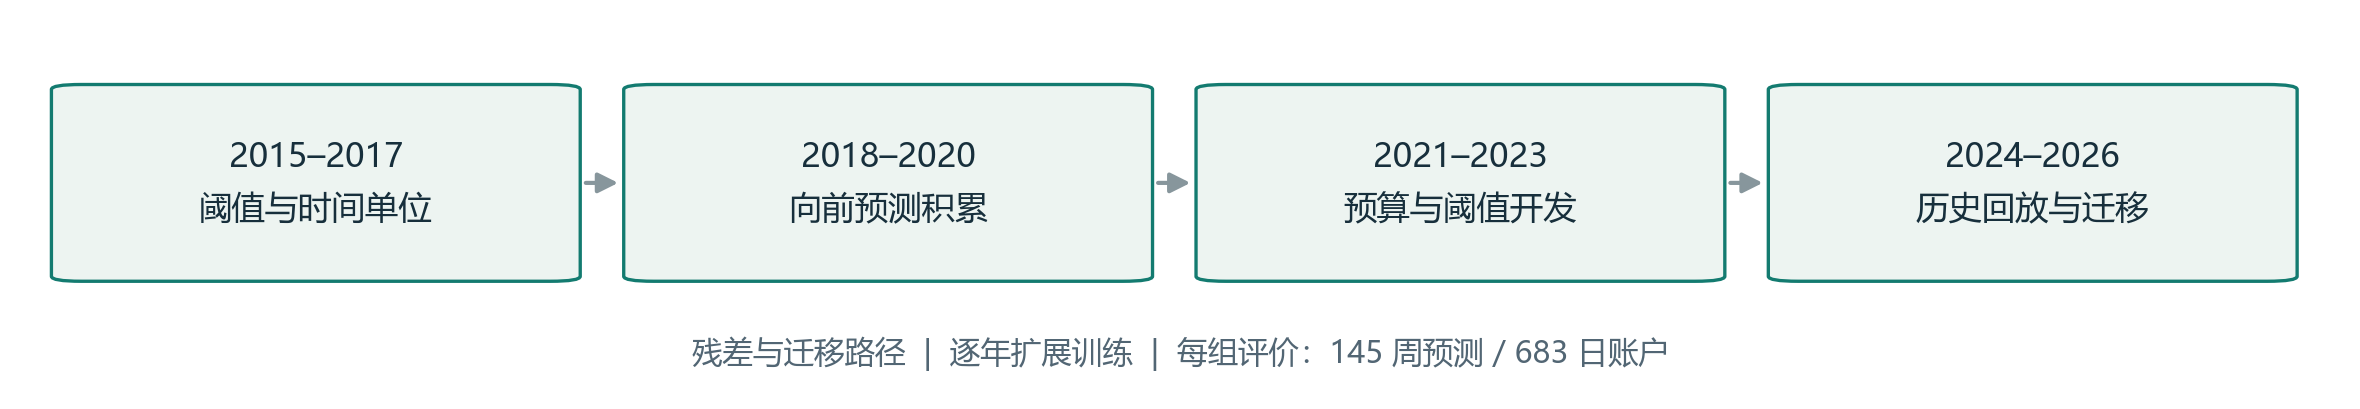 2015–2017
阈值与时间单位
2018–2020
向前预测积累
2021–2023
预算与阈值开发
2024–2026
历史回放与迁移
残差与迁移路径 | 逐年扩展训练 | 每组评价：145 周预测 / 683 日账户